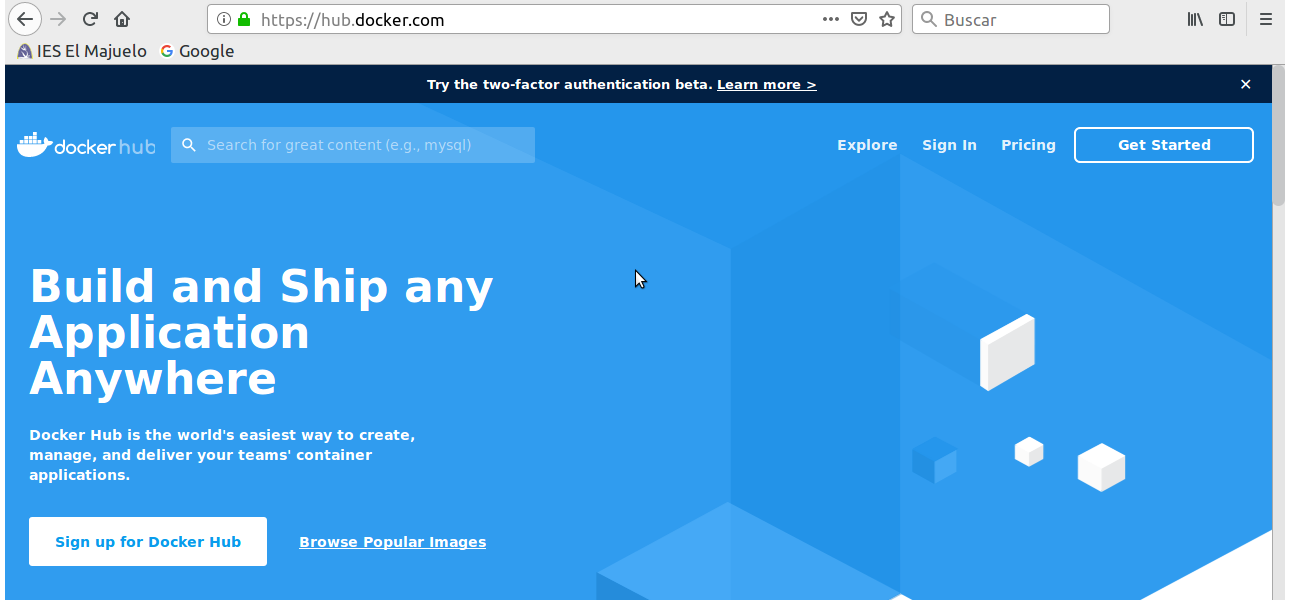 https://hub.docker.com
Buscar
IES El Majuelo
Google
Try the two-factor authentication beta. Learn more >
docker hub
Search for great content (e.g., mysql)
Explore
Sign In
Pricing
Get Started
Build and Ship any
Application
Anywhere
Docker Hub is the world's easiest way to create,
manage, and deliver your teams' container
applications.
Sign up for Docker Hub
Browse Popular Images